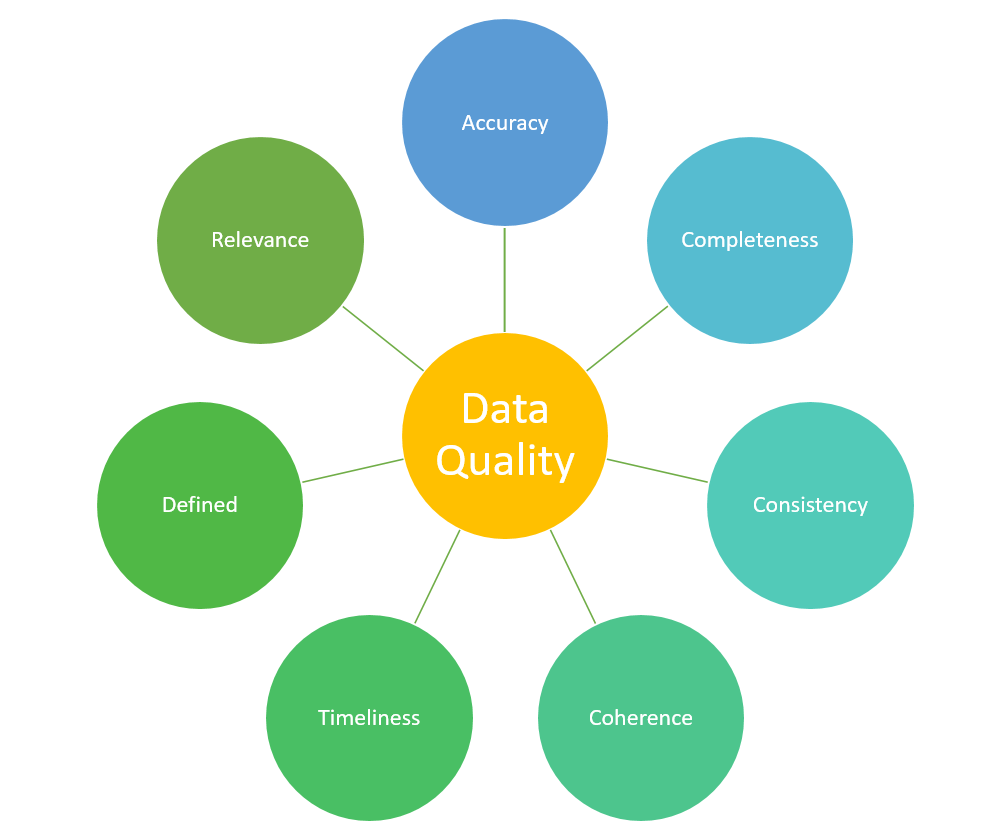 Accuracy
Relevance
Completeness
Data
Quality
Defined
Consistency
Timeliness
Coherence